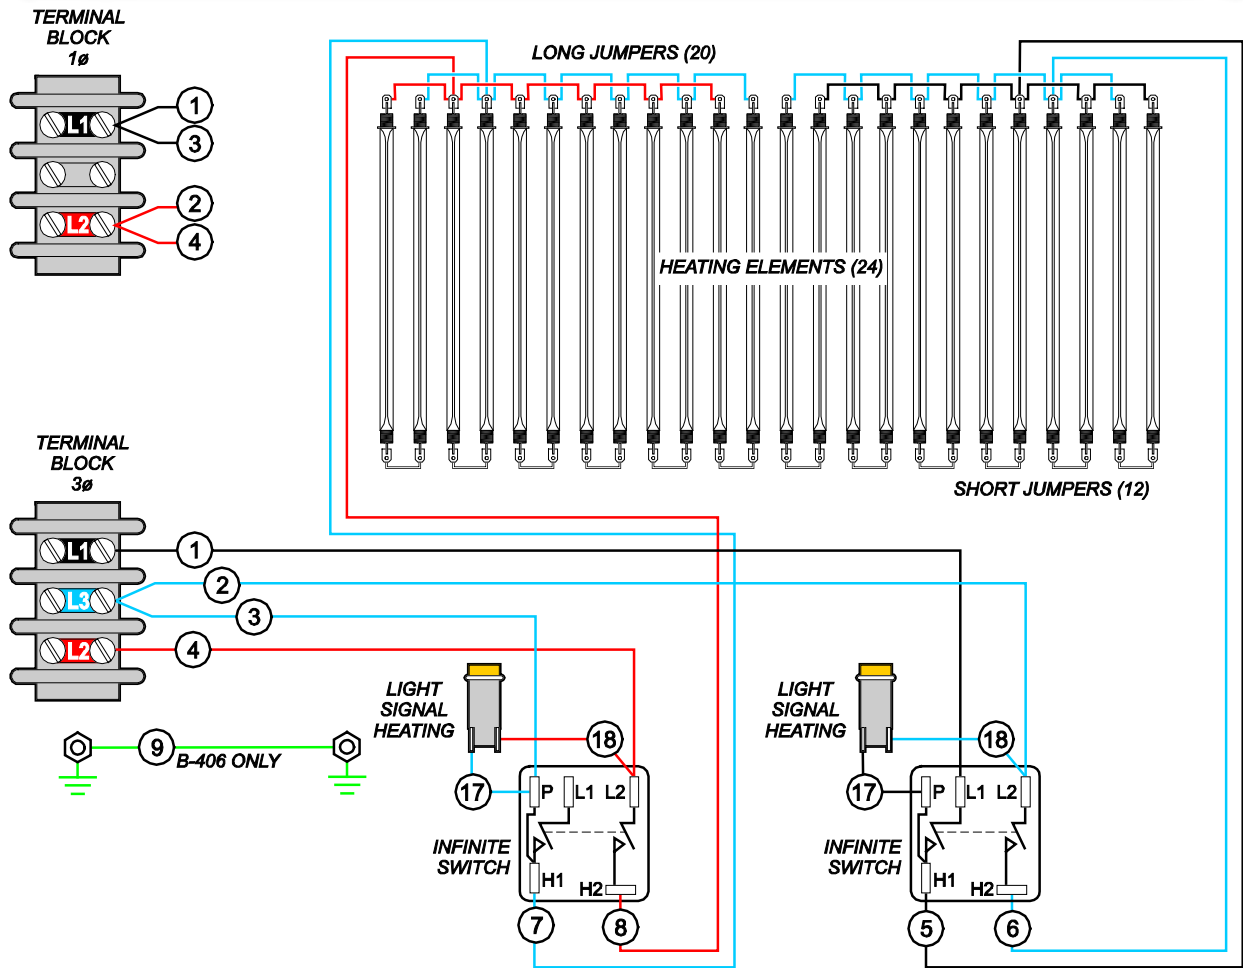 TERMINAL
BLOCK
1ø
L1
L2
1
3
2
4
LONG JUMPERS (20)
HEATING ELEMENTS (24)
SHORT JUMPERS (12)
TERMINAL
BLOCK
3ø
L1
L3
L2
1
2
3
4
9
B-406 ONLY
LIGHT
SIGNAL
HEATING
18
17
P L1 L2
INFINITE
SWITCH
H1
H2
7
8
LIGHT
SIGNAL
HEATING
18
17
P L1 L2
INFINITE
SWITCH
H1
H2
5
6